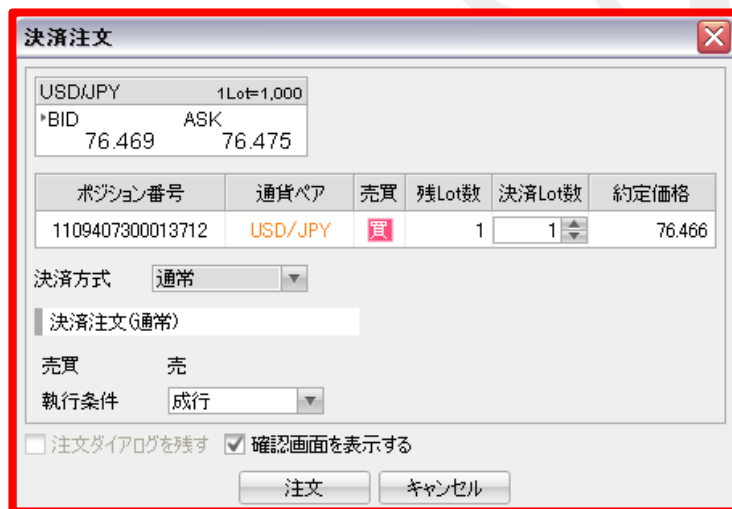 決済注文
USD/JPY 1Lot=1,000
BID ASK
76.469 76.475
ポジション番号 通貨ペア 売買 残Lot数 決済Lot数 約定価格
1109407300013712 USD/JPY 買 1 1 76.466
決済方式 通常
決済注文(通常)
売買 売
執行条件 成行
注文ダイアログを残す 確認画面を表示する
注文 キャンセル